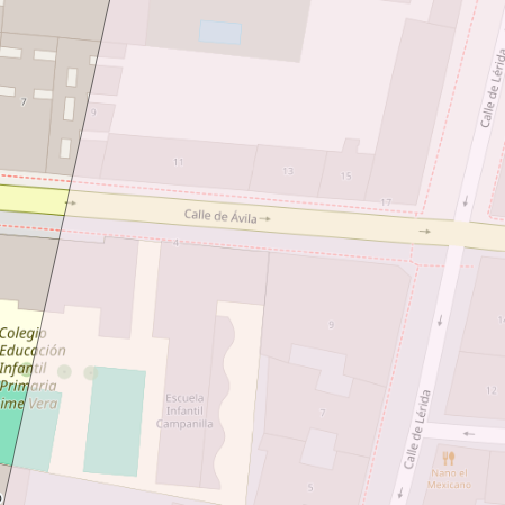 Calle de Lérida
7
9
11
13
15
17
Calle de Ávila
Colegio
Educación
Infantil
Primaria
ime Vera
9
Escuela
Infantil
Campanilla
7
12
Calle de Lérida
Nano el
Mexicano
5